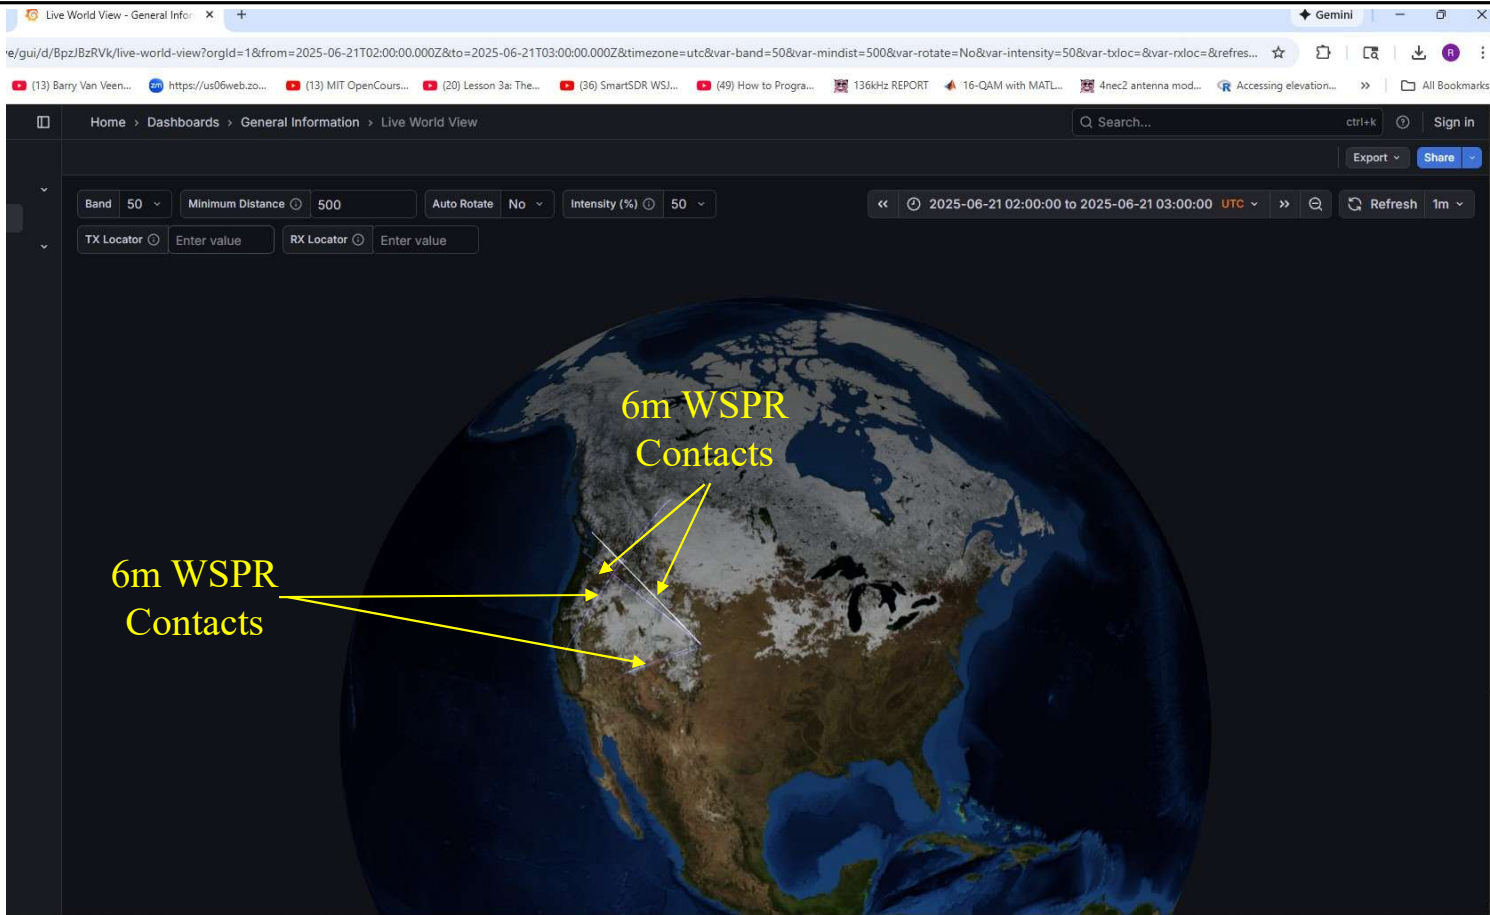 Live World View - General Infor
Gemini
e/gui/d/BpzJBzRVk/live-world-view?orgId=1&from=2025-06-21T02:00:00.000Z&to=2025-06-21T03:00:00.000Z&timezone=utc&var-band=50&var-mindist=500&var-rotate=No&var-intensity=50&var-txloc=&var-rxloc=&refres...
R
(13) Barry Van Veen... zm https://us06web.zo... (13) MIT OpenCours... (20) Lesson 3a: The... (36) SmartSDR WSJ... (49) How to Progra... 136kHz REPORT 16-QAM with MATL... 4nec2 antenna mod... Accessing elevation... All Bookmarks
Home › Dashboards › General Information › Live World View
Search... ctrl+k Sign in
Export Share
Band 50 Minimum Distance 500 Auto Rotate No Intensity (%) 50 2025-06-21 02:00:00 to 2025-06-21 03:00:00 UTC Refresh 1m
TX Locator Enter value RX Locator Enter value
6m WSPR
Contacts
6m WSPR
Contacts